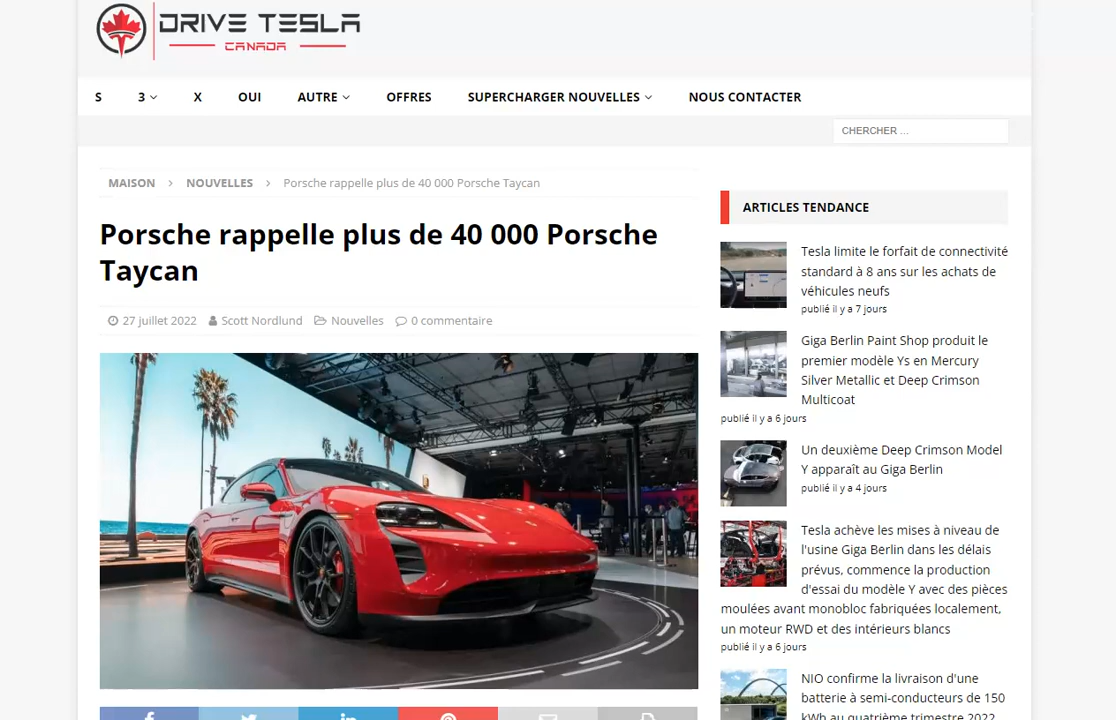 DRIVE TESLA
CANADA
S
3
X
OUI
AUTRE
OFFRES
SUPERCHARGER NOUVELLES
NOUS CONTACTER
CHERCHER ...
MAISON > NOUVELLES > Porsche rappelle plus de 40 000 Porsche Taycan
Porsche rappelle plus de 40 000 Porsche
Taycan
27 juillet 2022 Scott Nordlund Nouvelles 0 commentaire
ARTICLES TENDANCE
Tesla limite le forfait de connectivité
standard à 8 ans sur les achats de
véhicules neufs
publié il y a 7 jours
Giga Berlin Paint Shop produit le
premier modèle Ys en Mercury
Silver Metallic et Deep Crimson
Multicoat
publié il y a 6 jours
Un deuxième Deep Crimson Model
Y apparaît au Giga Berlin
publié il y a 4 jours
Tesla achève les mises à niveau de
l'usine Giga Berlin dans les délais
prévus, commence la production
d'essai du modèle Y avec des pièces
moulées avant monobloc fabriquées localement,
un moteur RWD et des intérieurs blancs
publié il y a 6 jours
NIO confirme la livraison d'une
batterie à semi-conducteurs de 150
kWh au quatrième trimestre 2022